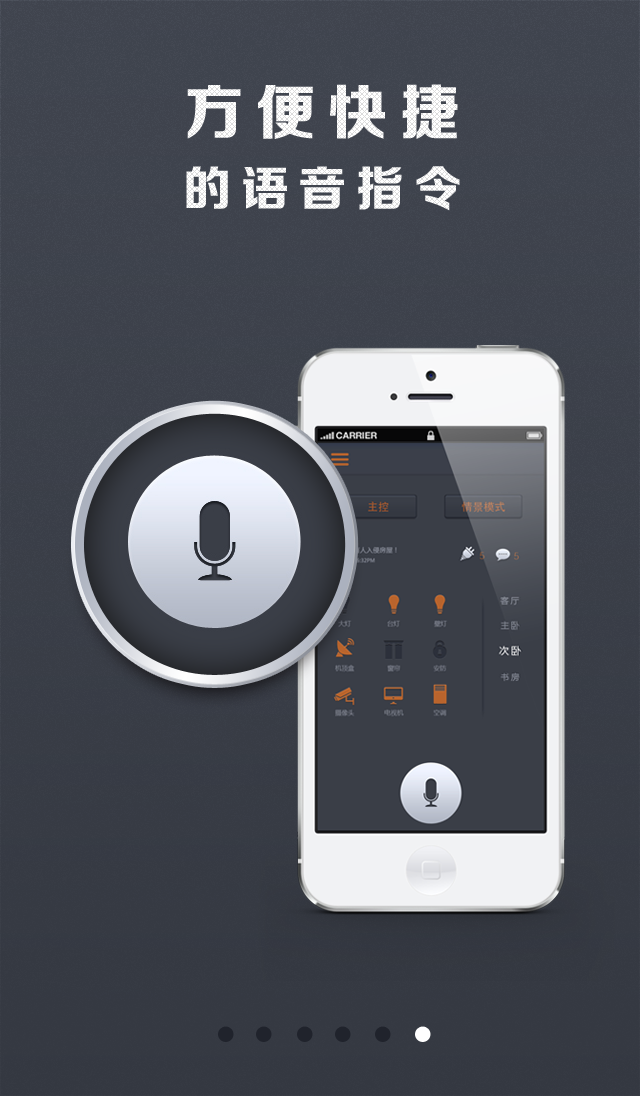 方便快捷
的语音指令
CARRIER
主控
情景模式
人入侵房屋！
:32PM
5
5
大灯
台灯
壁灯
客厅
主卧
次卧
书房
机顶盒
窗帘
安防
摄像头
电视机
空调